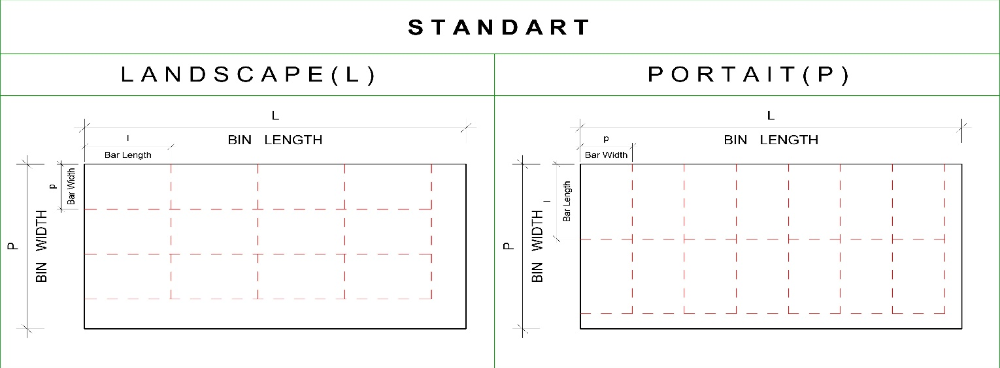 STANDART
LANDSCAPE(L)
PORTAIT(P)
L
BIN LENGTH
l
Bar Length
p
Bar Width
P
BIN WIDTH
L
BIN LENGTH
p
Bar Width
l
Bar Length
P
BIN WIDTH